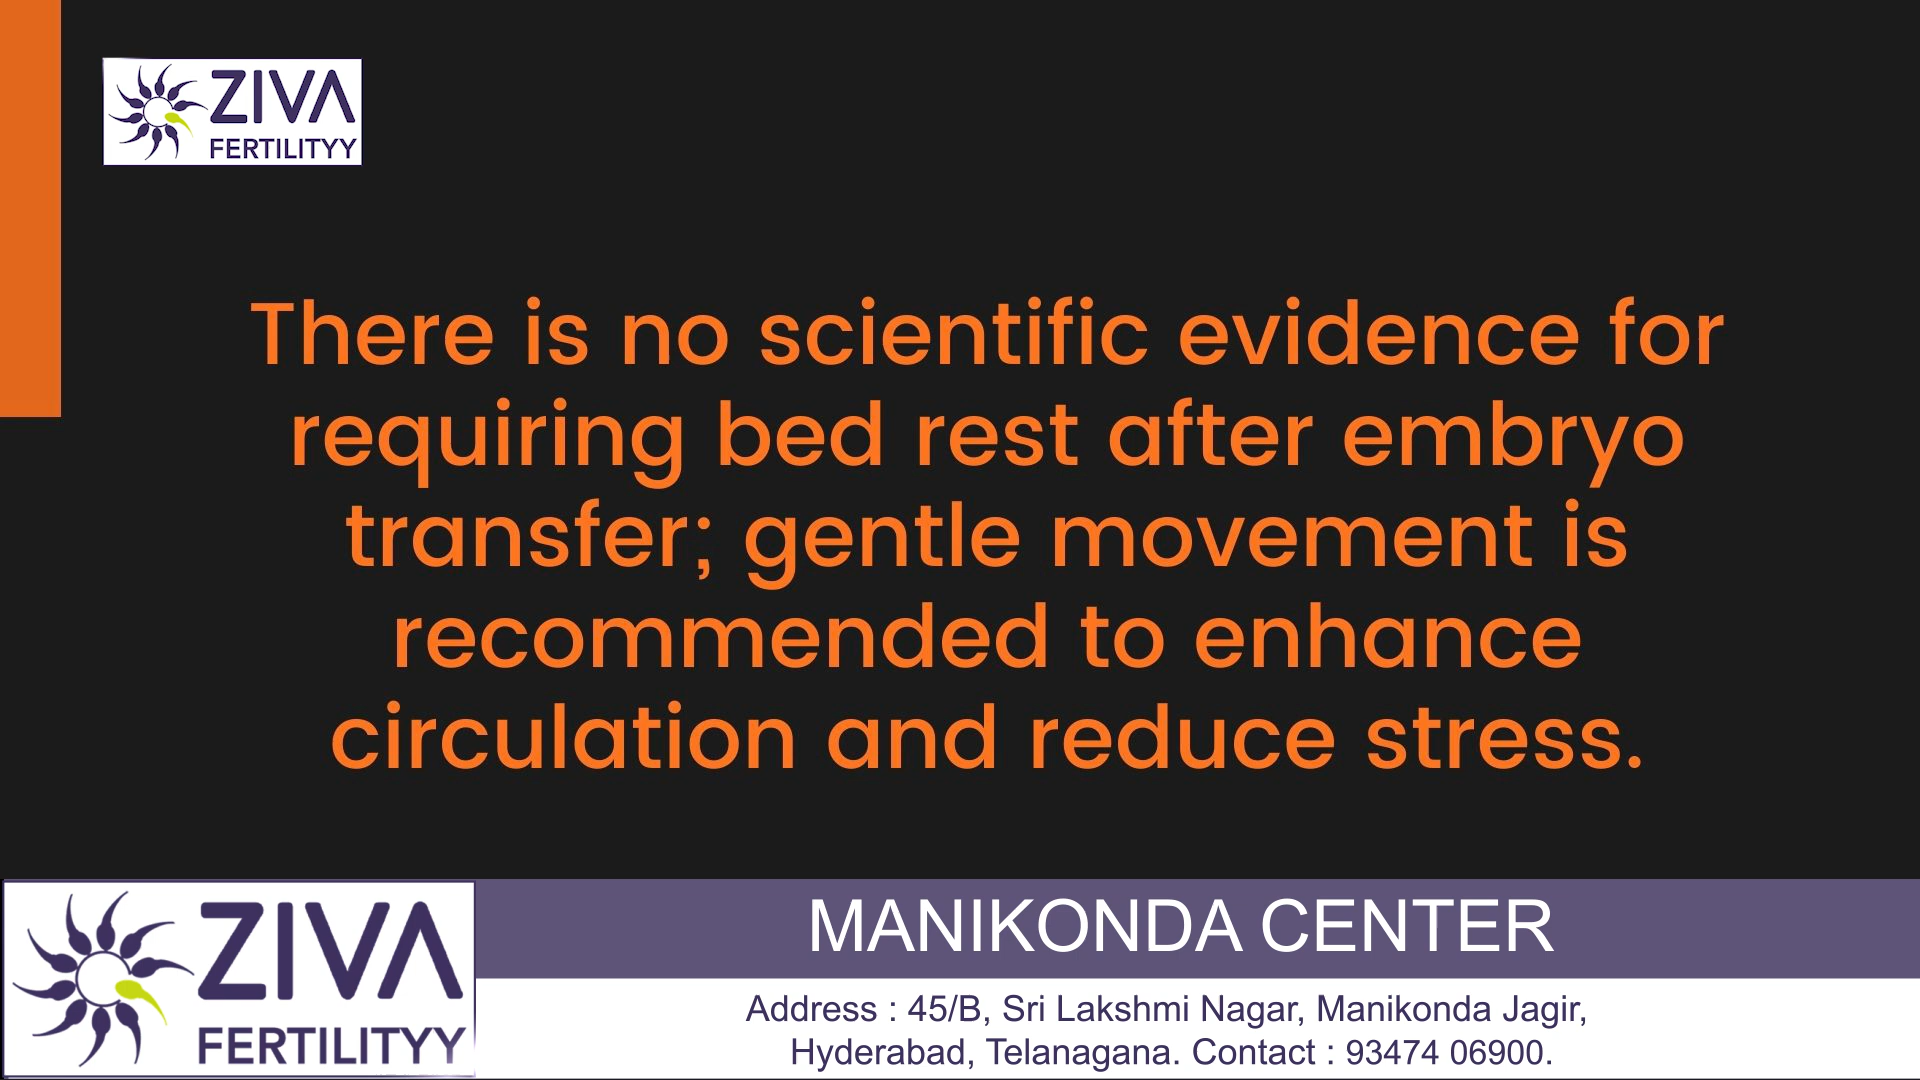 ZIVA
FERTILITYY
There is no scientific evidence for
requiring bed rest after embryo
transfer; gentle movement is
recommended to enhance
circulation and reduce stress.
ZIVA
FERTILITYY
MANIKONDA CENTER
Address : 45/B, Sri Lakshmi Nagar, Manikonda Jagir,
Hyderabad, Telanagana. Contact : 93474 06900.